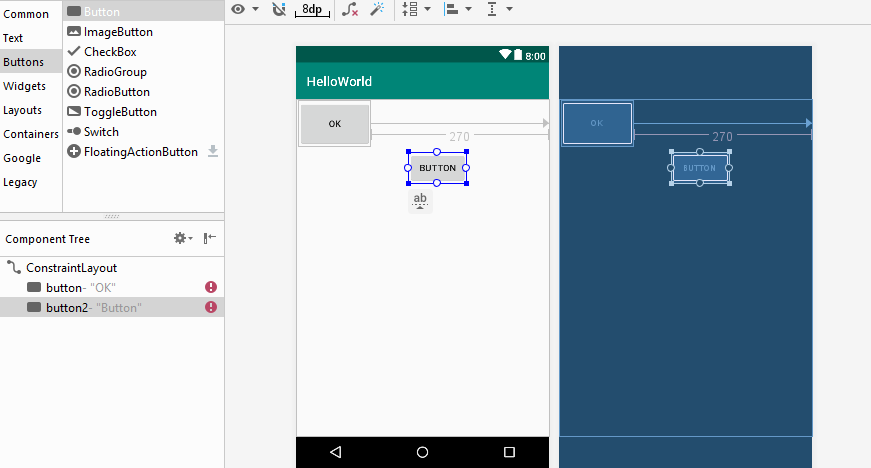 Common
Text
Buttons
Widgets
Layouts
Containers
Google
Legacy
Button
ImageButton
CheckBox
RadioGroup
RadioButton
ToggleButton
Switch
FloatingActionButton
Component Tree
ConstraintLayout
button- "OK"
button2- "Button"
8dp
8:00
HelloWorld
OK
270
BUTTON
ab
OK
270
BUTTON